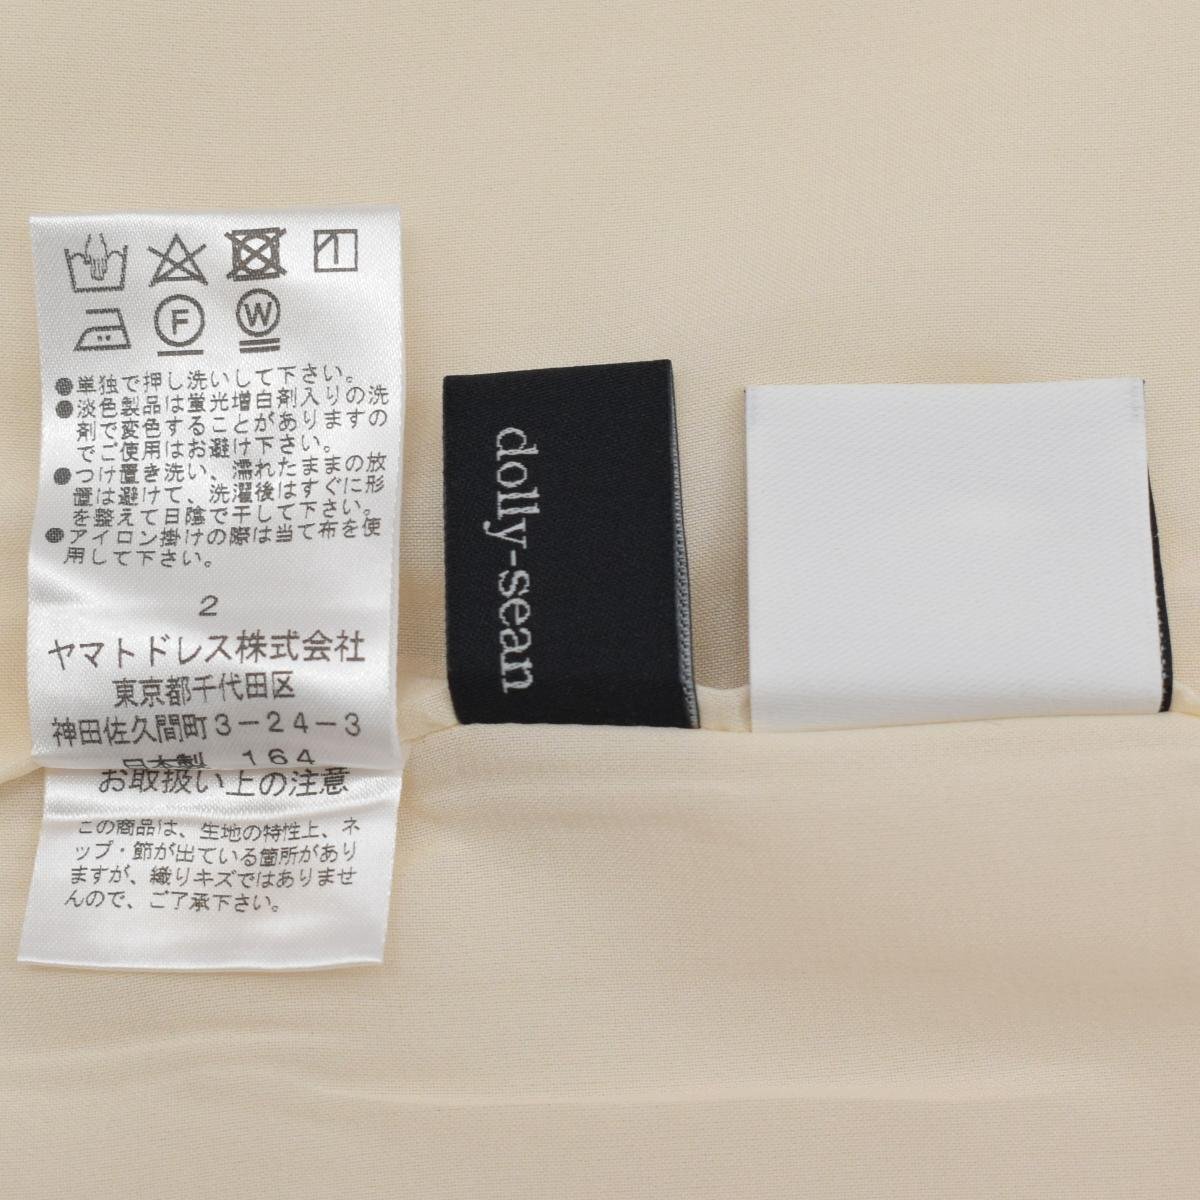 F
W
●単独で押し洗いして下さい。
●淡色製品は蛍光増白剤入りの洗
剤で変色することがありますの
でご使用はお避け下さい。
●つけ置き洗い、濡れたままの放
置は避けて、洗濯後はすぐに形
を整えて日陰で干して下さい。
●アイロン掛けの際は当て布を使
用して下さい。
2
ヤマトドレス株式会社
東京都千代田区
神田佐久間町3-24-3
日本製 164
お取扱い上の注意
この商品は、生地の特性上、ネ
ップ・節が出ている箇所があり
ますが、織りキズではありませ
んので、ご了承下さい。
dolly-sean